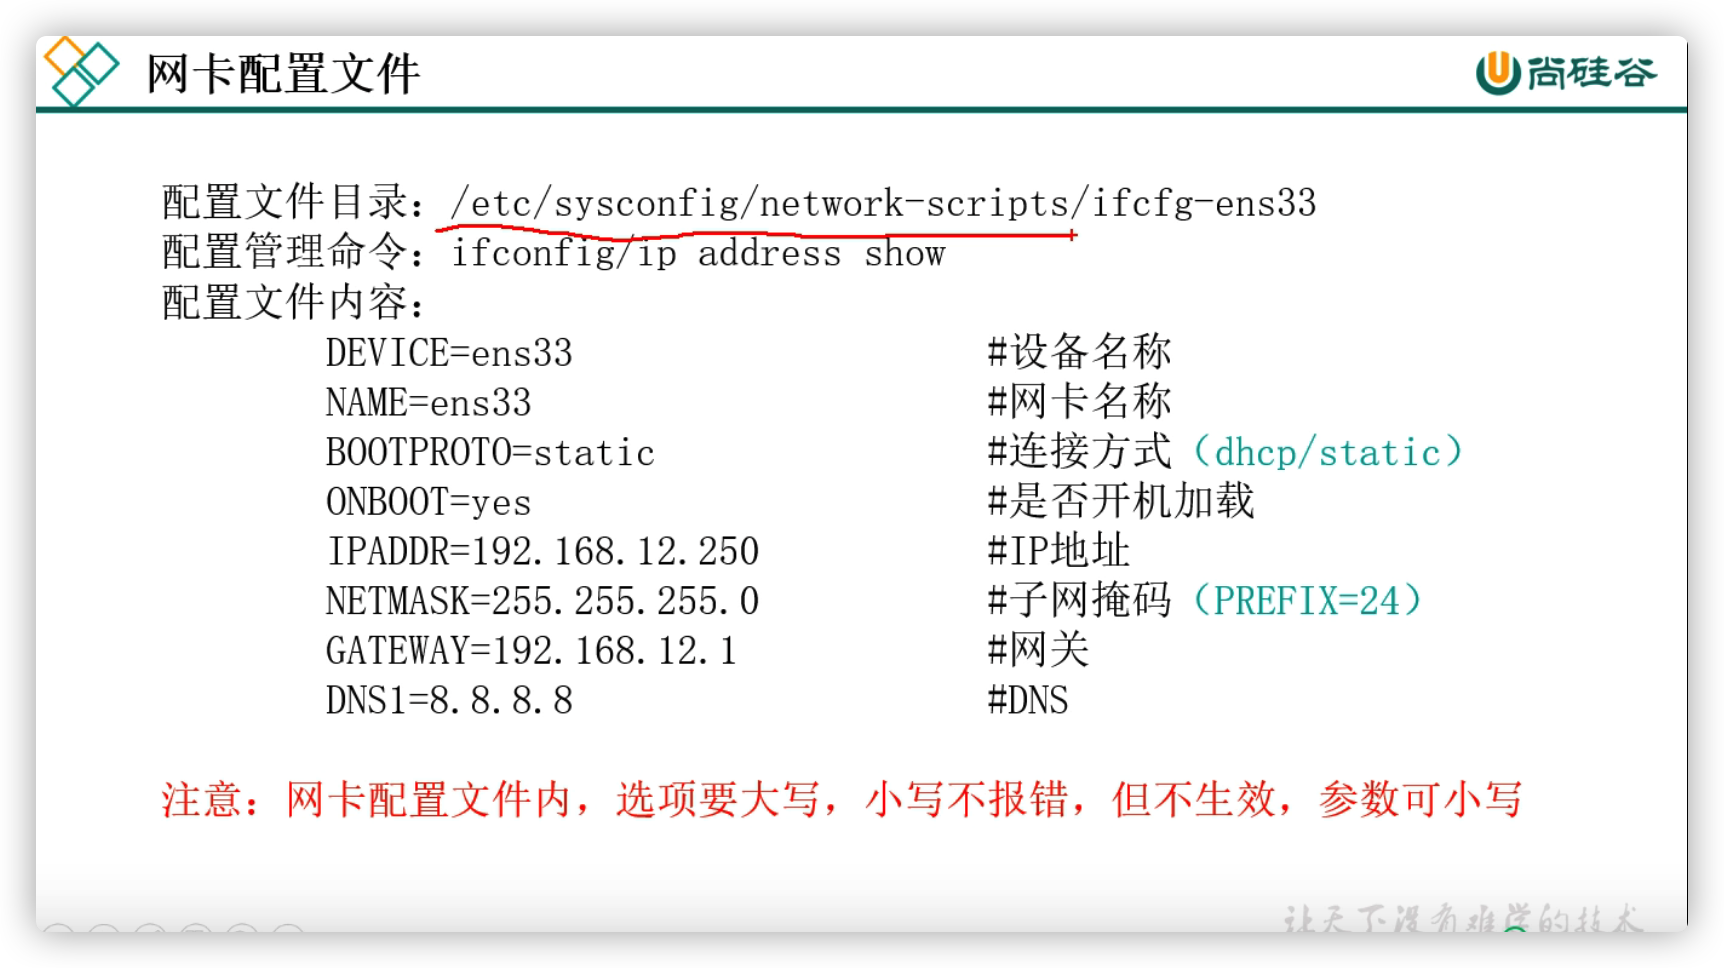 网卡配置文件
尚硅谷
配置文件目录：/etc/sysconfig/network-scripts/ifcfg-ens33
配置管理命令：ifconfig/ip address show
配置文件内容：
DEVICE=ens33 #设备名称
NAME=ens33 #网卡名称
BOOTPROTO=static #连接方式（dhcp/static）
ONBOOT=yes #是否开机加载
IPADDR=192.168.12.250 #IP地址
NETMASK=255.255.255.0 #子网掩码（PREFIX=24）
GATEWAY=192.168.12.1 #网关
DNS1=8.8.8.8 #DNS
注意：网卡配置文件内，选项要大写，小写不报错，但不生效，参数可小写
让天下没有难学的技术